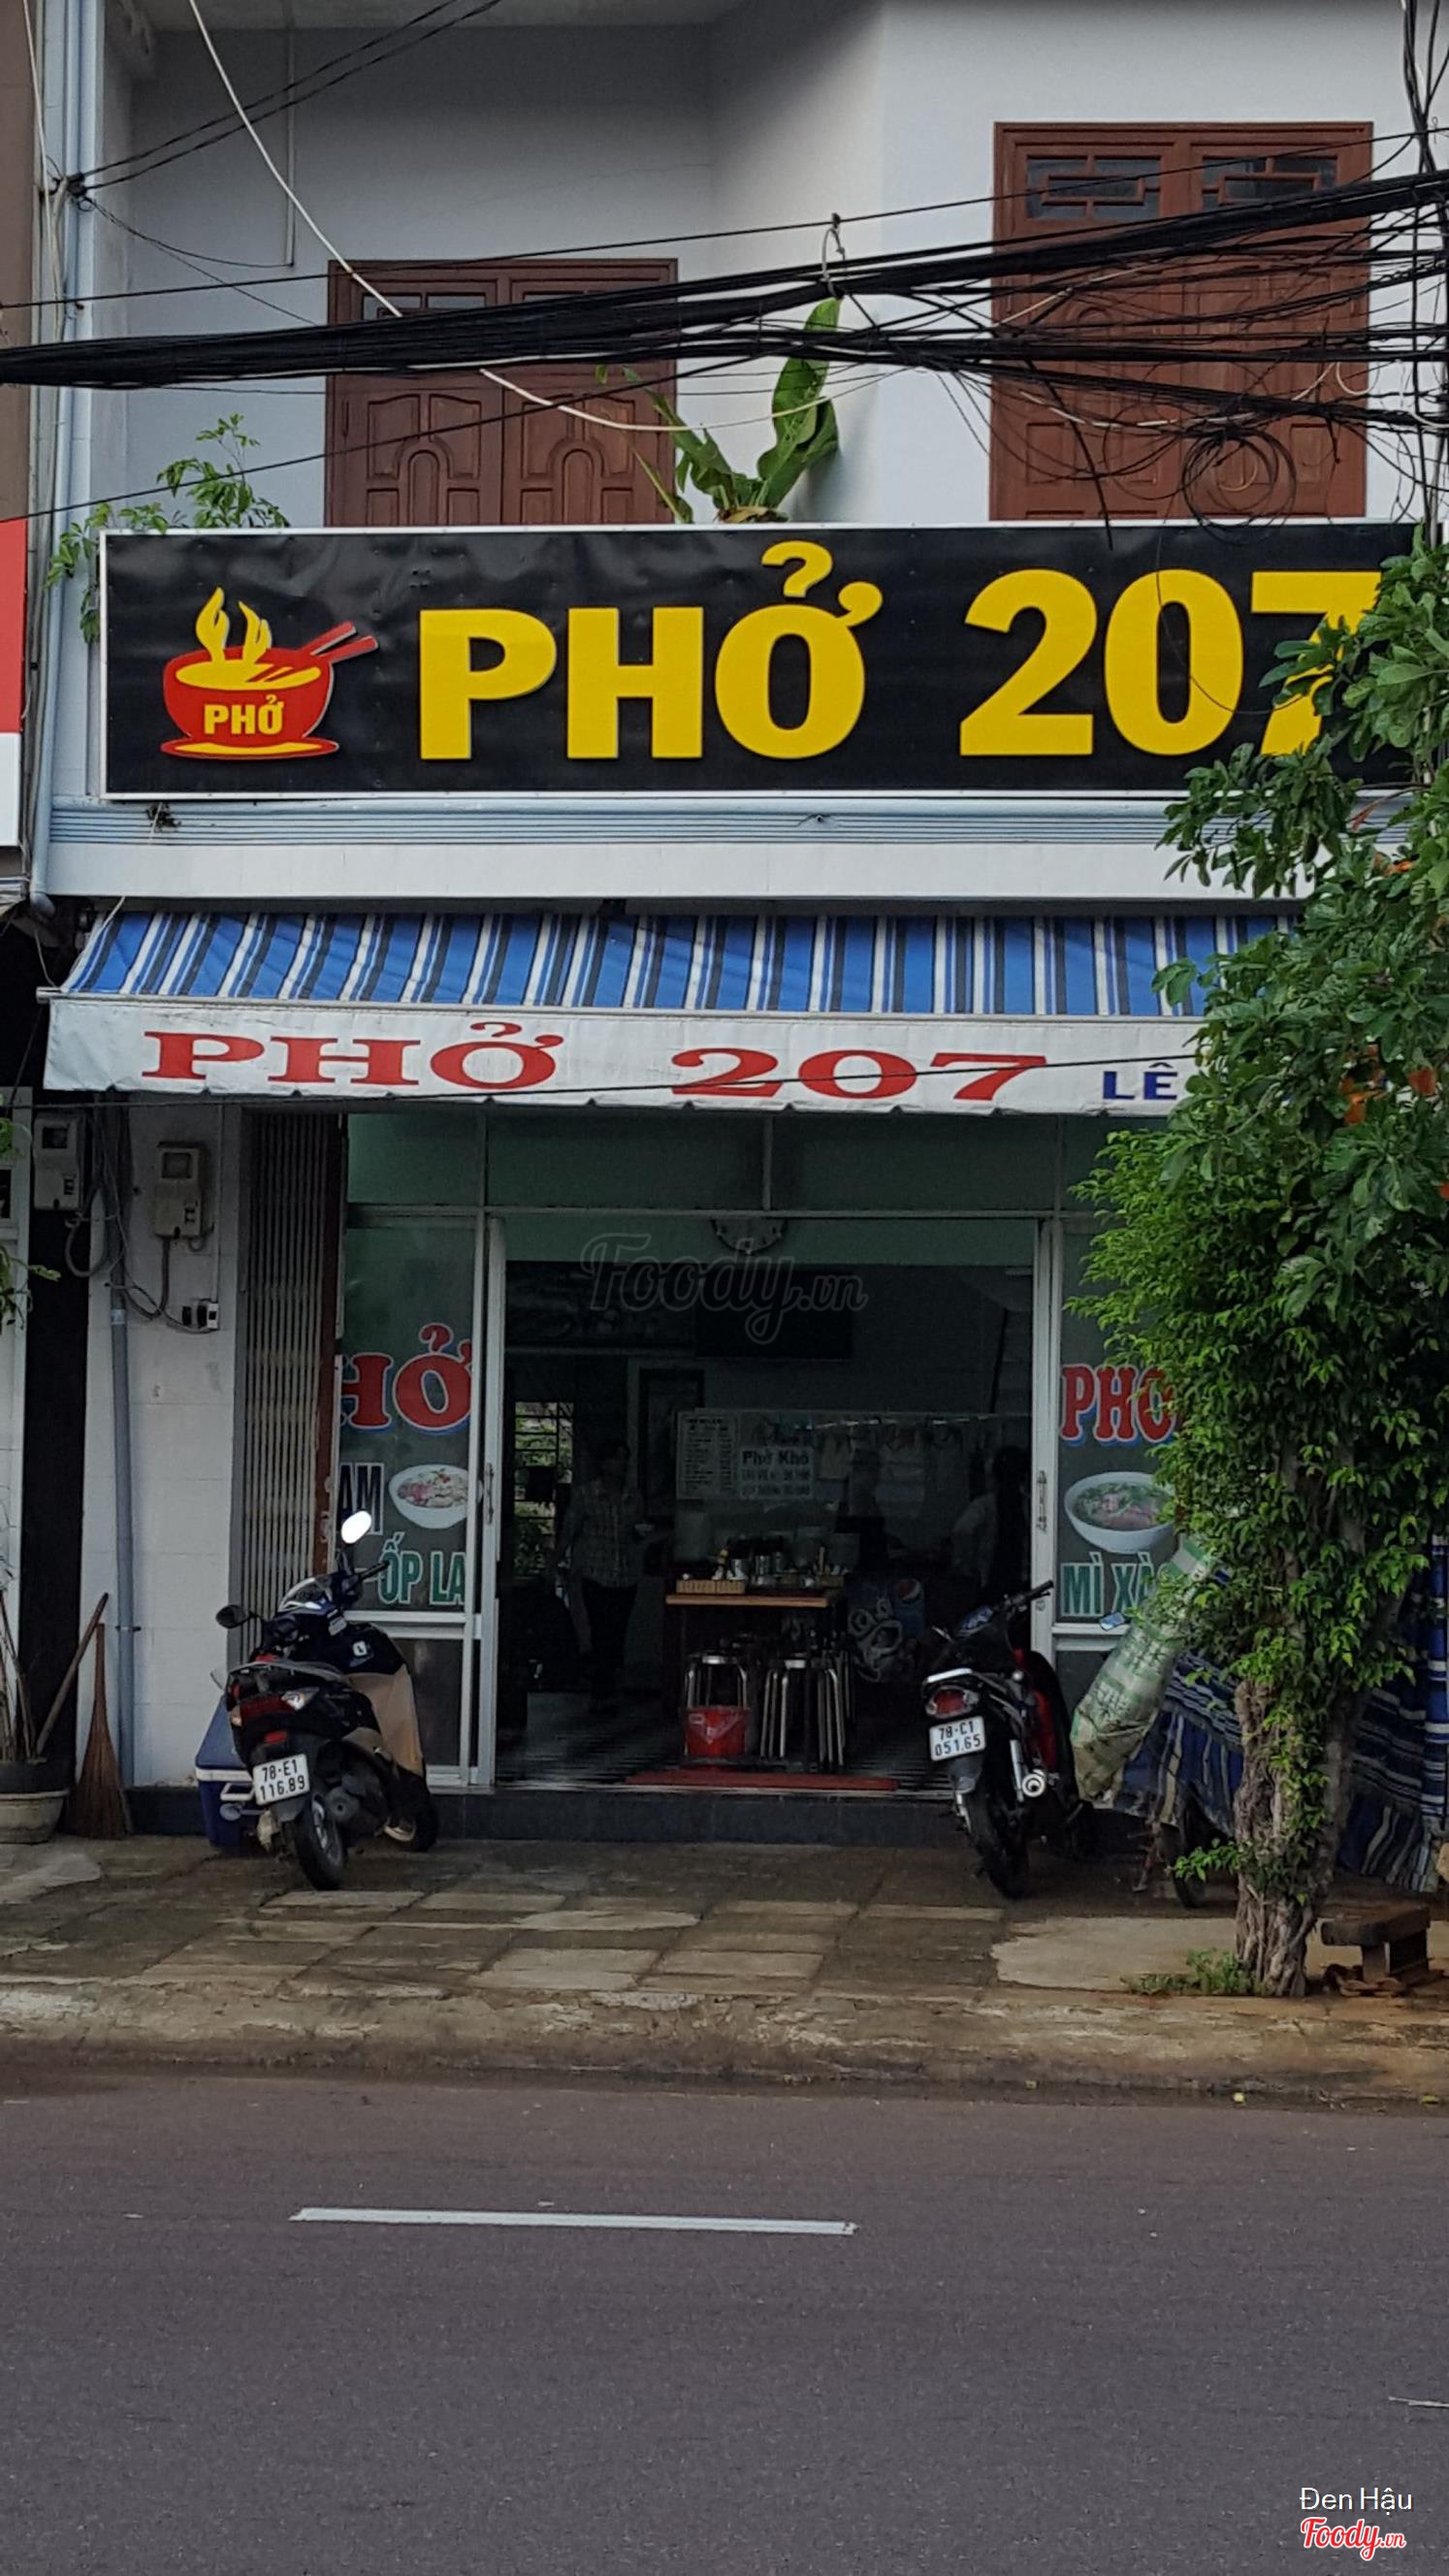 PHỞ
PHỞ 207
PHỞ 207 LÊ
Foody.vn
HỞ
AM
ỐP LA
Phở Khô
PHỞ
MÌ XÀ
78-E1
116.89
78-C1
051.65
Đen Hậu
Foody.vn